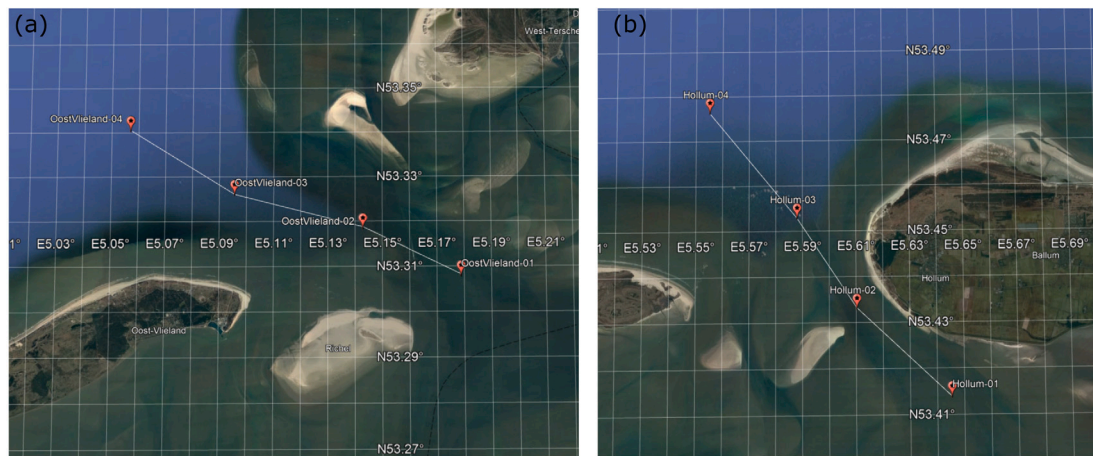 (a)
West-Tersche
N53.35°
OostVlieland-04
N53.33°
OostVlieland-03
OostVlieland-02
1° E5.03° E5.05° E5.07° E5.09° E5.11° E5.13° E5.15° E5.17° E5.19° E5.21°
N53.31° OostVlieland-01
Oost-Vlieland
Richel
N53.29°
N53.27°
(b)
N53.49°
Hollum-04
N53.47°
Hollum-03
N53.45°
1° E5.53° E5.55° E5.57° E5.59° E5.61° E5.63° E5.65° E5.67° E5.69°
Ballum
Hollum
Hollum-02
N53.43°
Hollum-01
N53.41°